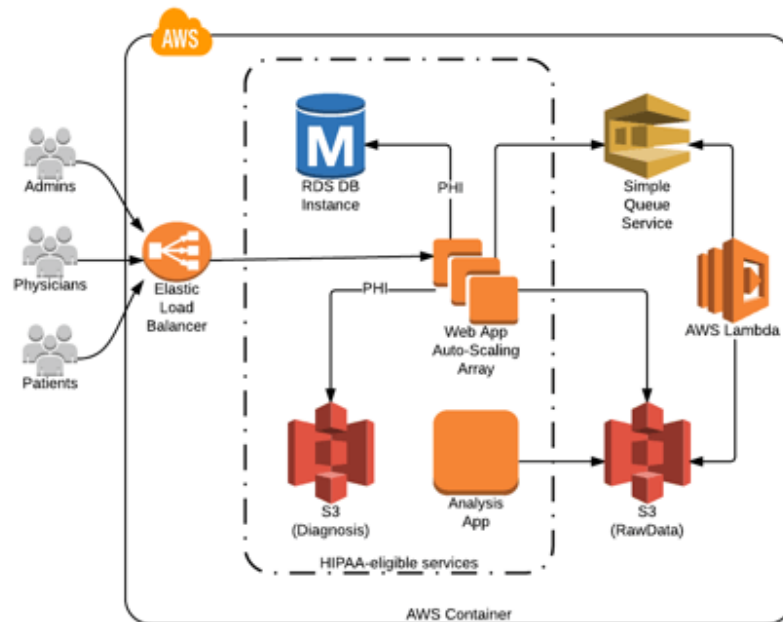 AWS
Admins
Physicians
Patients
Elastic
Load
Balancer
M
RDS DB
Instance
PHI
PHI
Web App
Auto-Scaling
Array
Simple
Queue
Service
AWS Lambda
S3
(Diagnosis)
Analysis
App
S3
(RawData)
HIPAA-eligible services
AWS Container